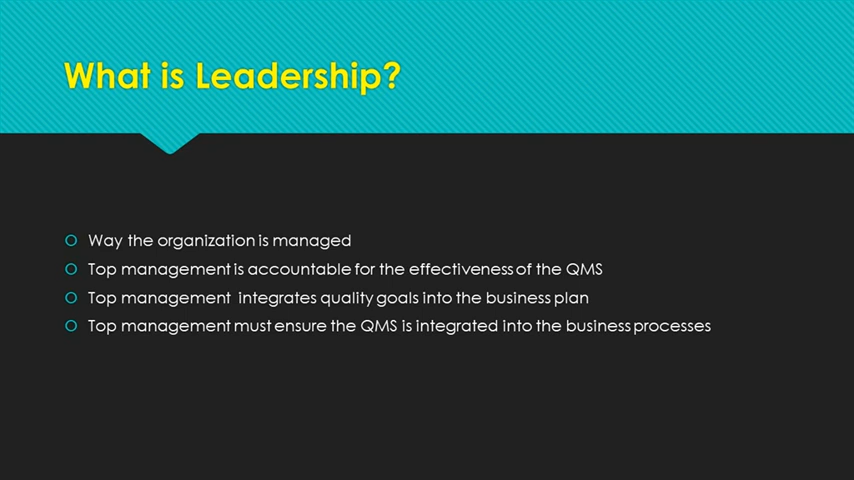 What is Leadership?
Way the organization is managed
Top management is accountable for the effectiveness of the QMS
Top management integrates quality goals into the business plan
Top management must ensure the QMS is integrated into the business processes